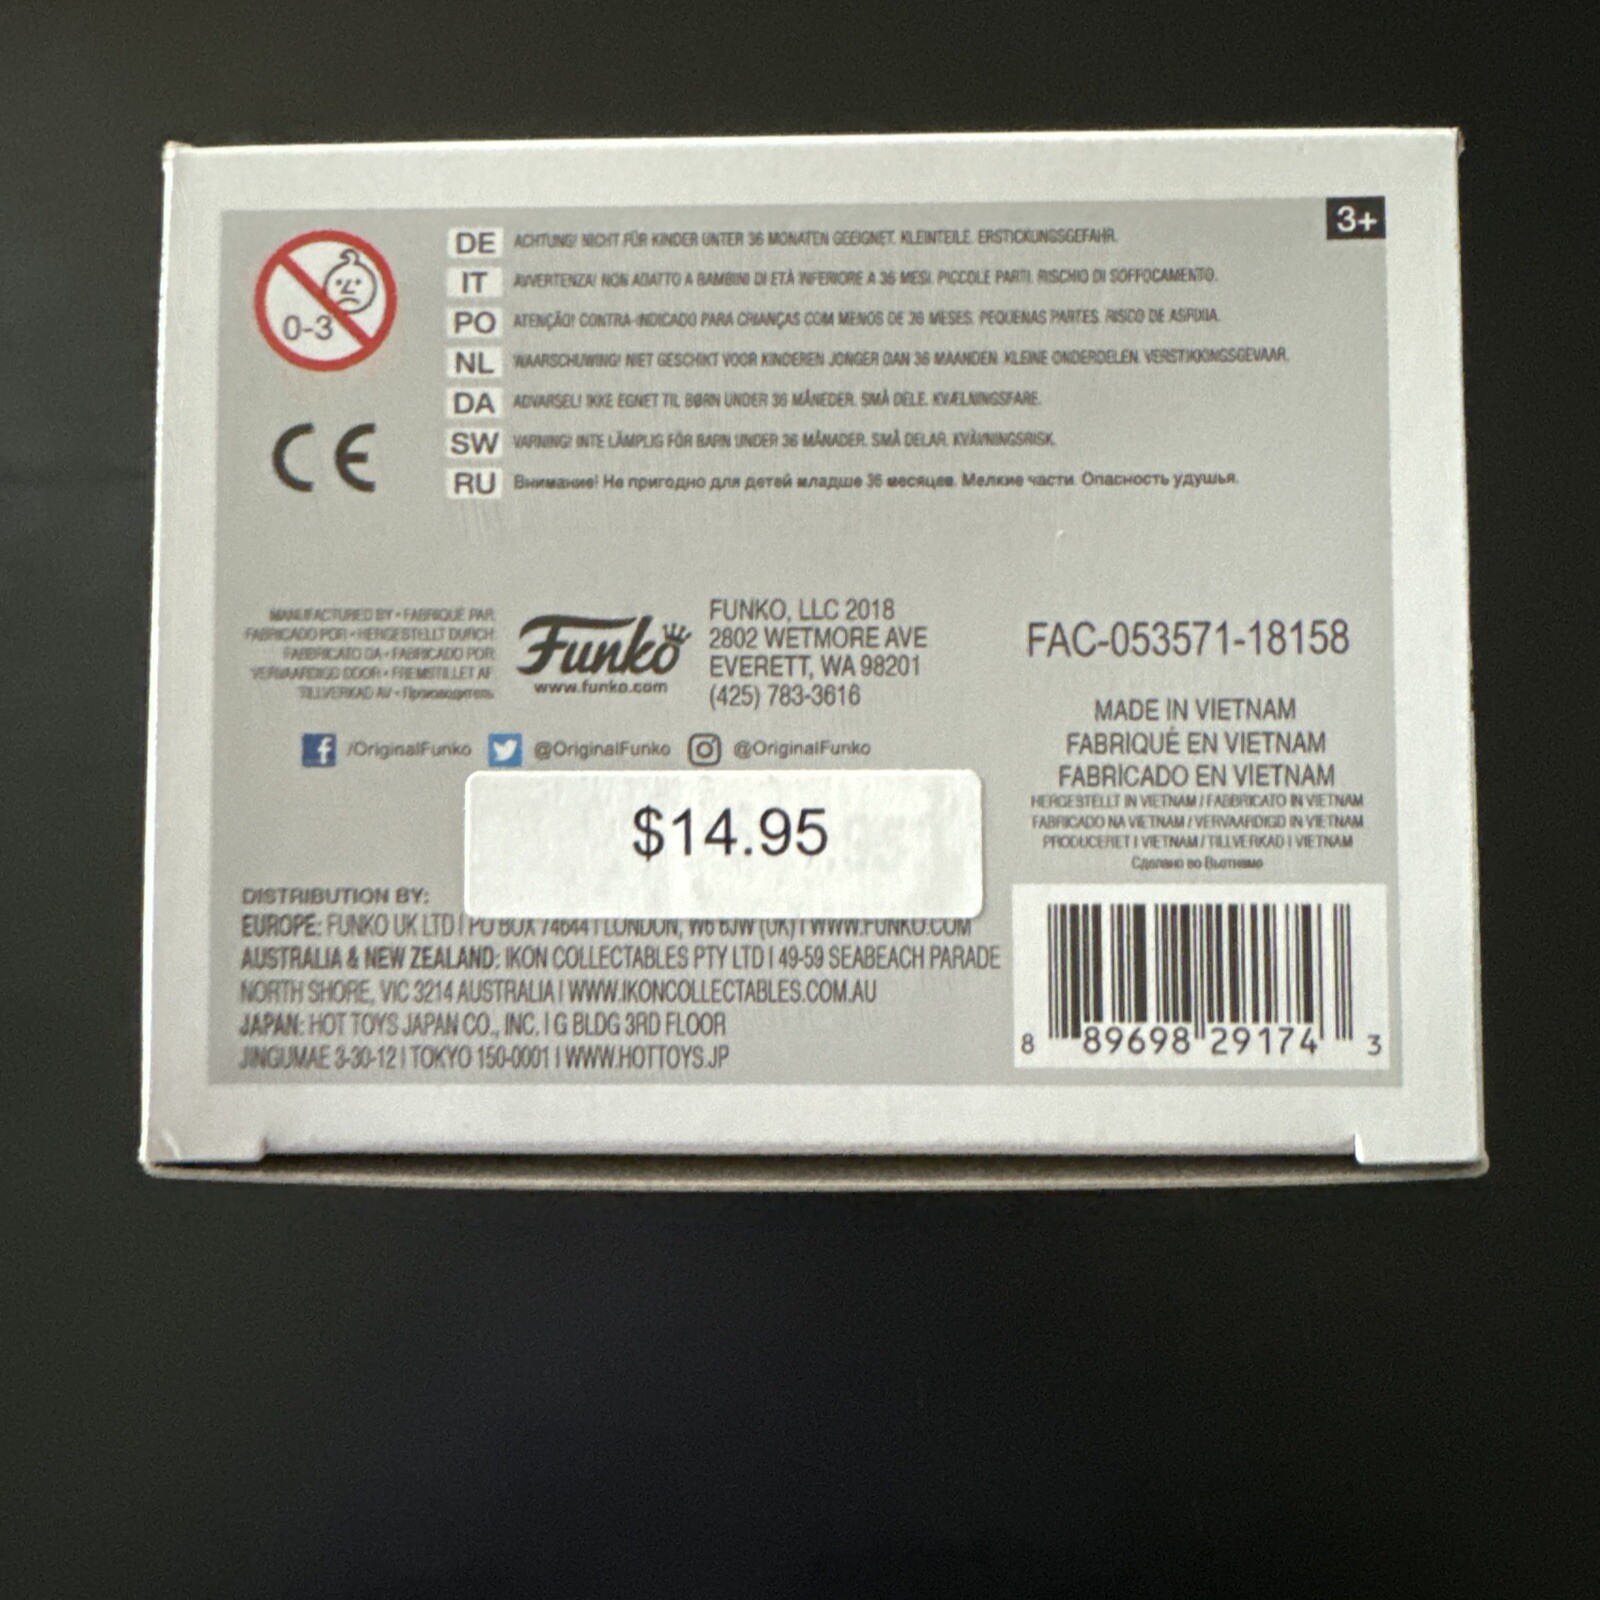 3+
0-3
DE ACHTUNG! NICHT FÜR KINDER UNTER 36 MONATEN GEEIGNET. KLEINTEILE. ERSTICKUNGSGEFAHR.
IT AVVERTENZA! NON ADATTO A BAMBINI DI ETÀ INFERIORE A 36 MESI. PICCOLE PARTI. RISCHIO DI SOFFOCAMENTO.
PO ATENÇÃO! CONTRA-INDICADO PARA CRIANÇAS COM MENOS DE 36 MESES. PEQUENAS PARTES. RISCO DE ASFIXIA.
NL WAARSCHUWING! NIET GESCHIKT VOOR KINDEREN JONGER DAN 36 MAANDEN. KLEINE ONDERDELEN. VERSTIKKINGSGEVAAR.
DA ADVARSEL! IKKE EGNET TIL BØRN UNDER 36 MÅNEDER. SMÅ DELE. KVÆLNINGSFARE.
SW VARNING! INTE LÄMPLIG FÖR BARN UNDER 36 MÅNADER. SMÅ DELAR. KVÄVNINGSRISK.
RU Внимание! Не пригодно для детей младше 36 месяцев. Мелкие части. Опасность удушья.
CE
MANUFACTURED BY • FABRIQUÉ PAR
FABRICADO POR • HERGESTELLT DURCH
FABBRICATO DA • FABRICADO POR
VERVAARDIGD DOOR • FREMSTILLET AF
TILLVERKAD AV • Производитель
Funko
www.funko.com
FUNKO, LLC 2018
2802 WETMORE AVE
EVERETT, WA 98201
(425) 783-3616
/OriginalFunko @OriginalFunko @OriginalFunko
FAC-053571-18158
MADE IN VIETNAM
FABRIQUÉ EN VIETNAM
FABRICADO EN VIETNAM
HERGESTELLT IN VIETNAM / FABBRICATO IN VIETNAM
FABRICADO NA VIETNAM / VERVAARDIGD IN VIETNAM
PRODUCERET I VIETNAM / TILLVERKAD I VIETNAM
Сделано во Вьетнаме
$14.95
DISTRIBUTION BY:
EUROPE: FUNKO UK LTD | PO BOX 74644 | LONDON, W6 6JW (UK) | WWW.FUNKO.COM
AUSTRALIA & NEW ZEALAND: IKON COLLECTABLES PTY LTD | 49-59 SEABEACH PARADE
NORTH SHORE, VIC 3214 AUSTRALIA | WWW.IKONCOLLECTABLES.COM.AU
JAPAN: HOT TOYS JAPAN CO., INC. | G BLDG 3RD FLOOR
JINGUMAE 3-30-12 | TOKYO 150-0001 | WWW.HOTTOYS.JP
8 89698 29174 3